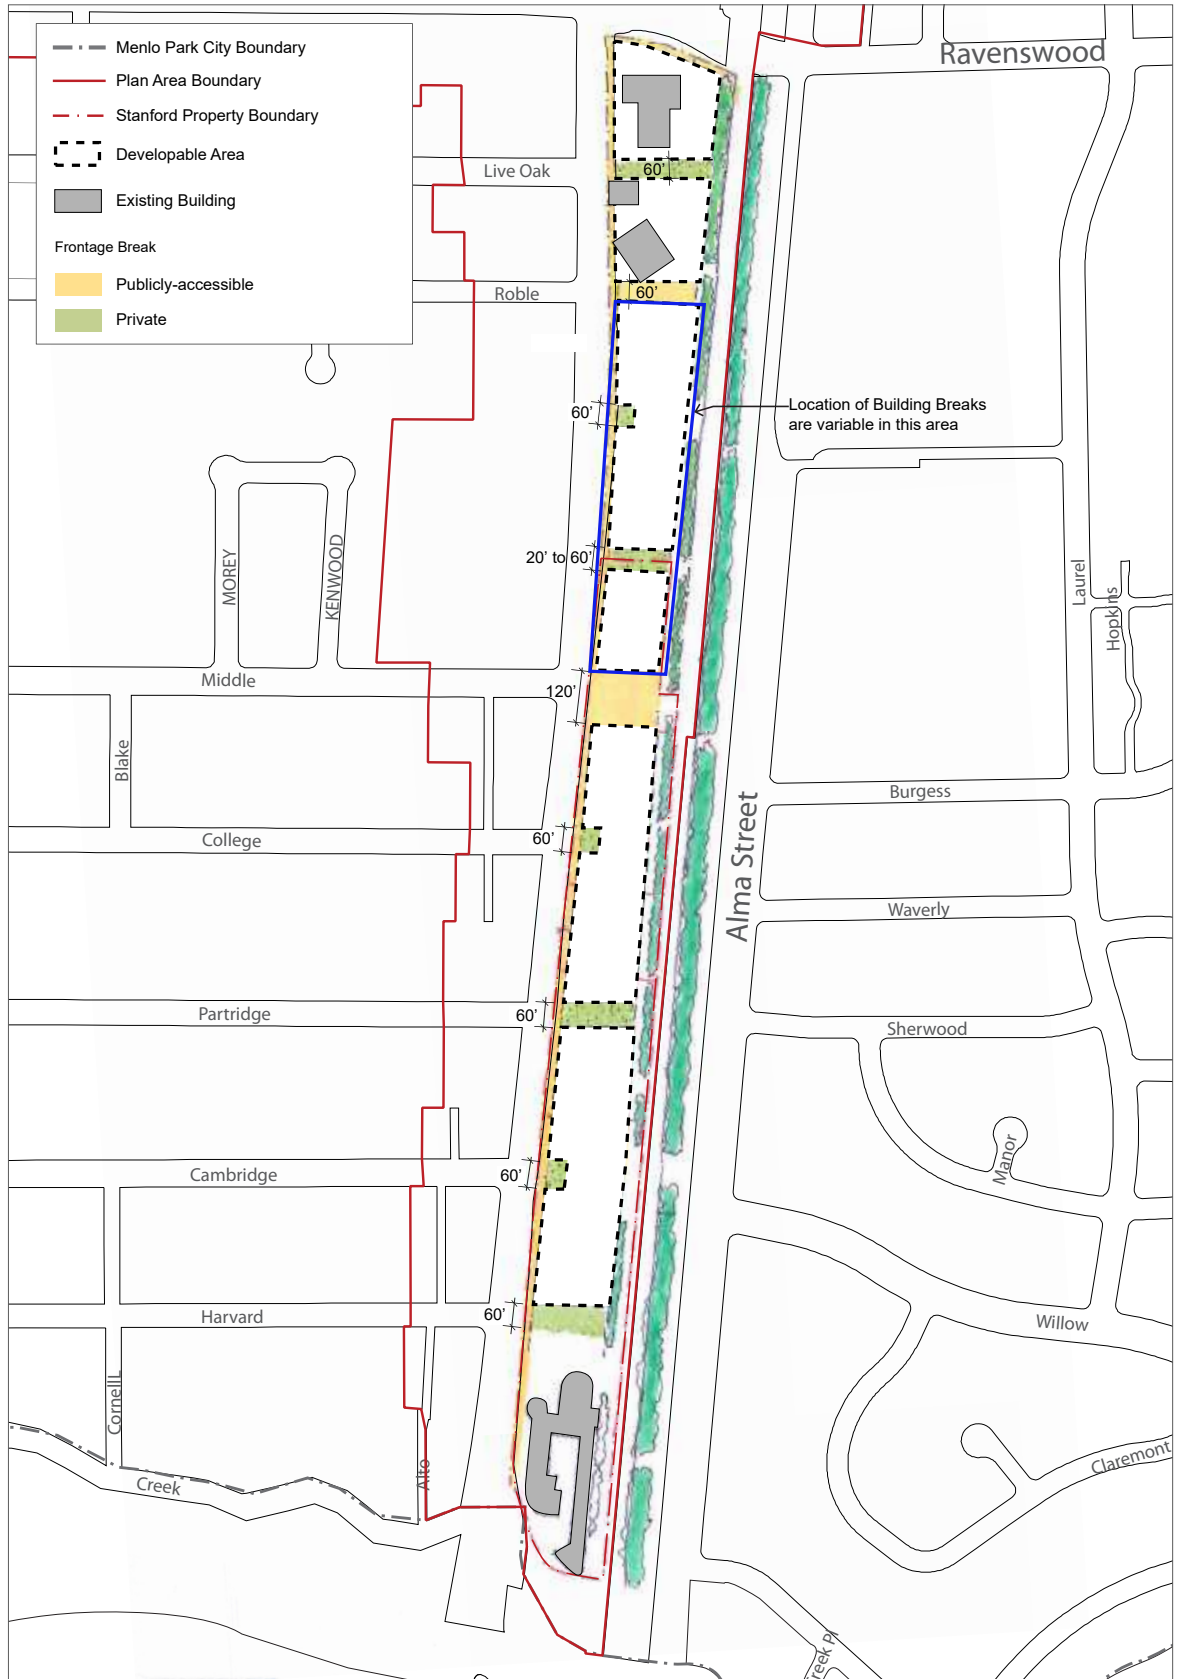 Menlo Park City Boundary
Plan Area Boundary
Stanford Property Boundary
Developable Area
Existing Building
Frontage Break
Publicly-accessible
Private
Ravenswood
Live Oak
60'
Roble
60'
60'
Location of Building Breaks
are variable in this area
20' to 60'
MOREY
KENWOOD
Laurel
Hopkins
Middle
120'
Blake
Burgess
Alma Street
College
60'
Waverly
Partridge
60'
Sherwood
Manor
Cambridge
60'
Harvard
60'
Willow
CornellL
Alto
Creek
Claremont
reek Pl